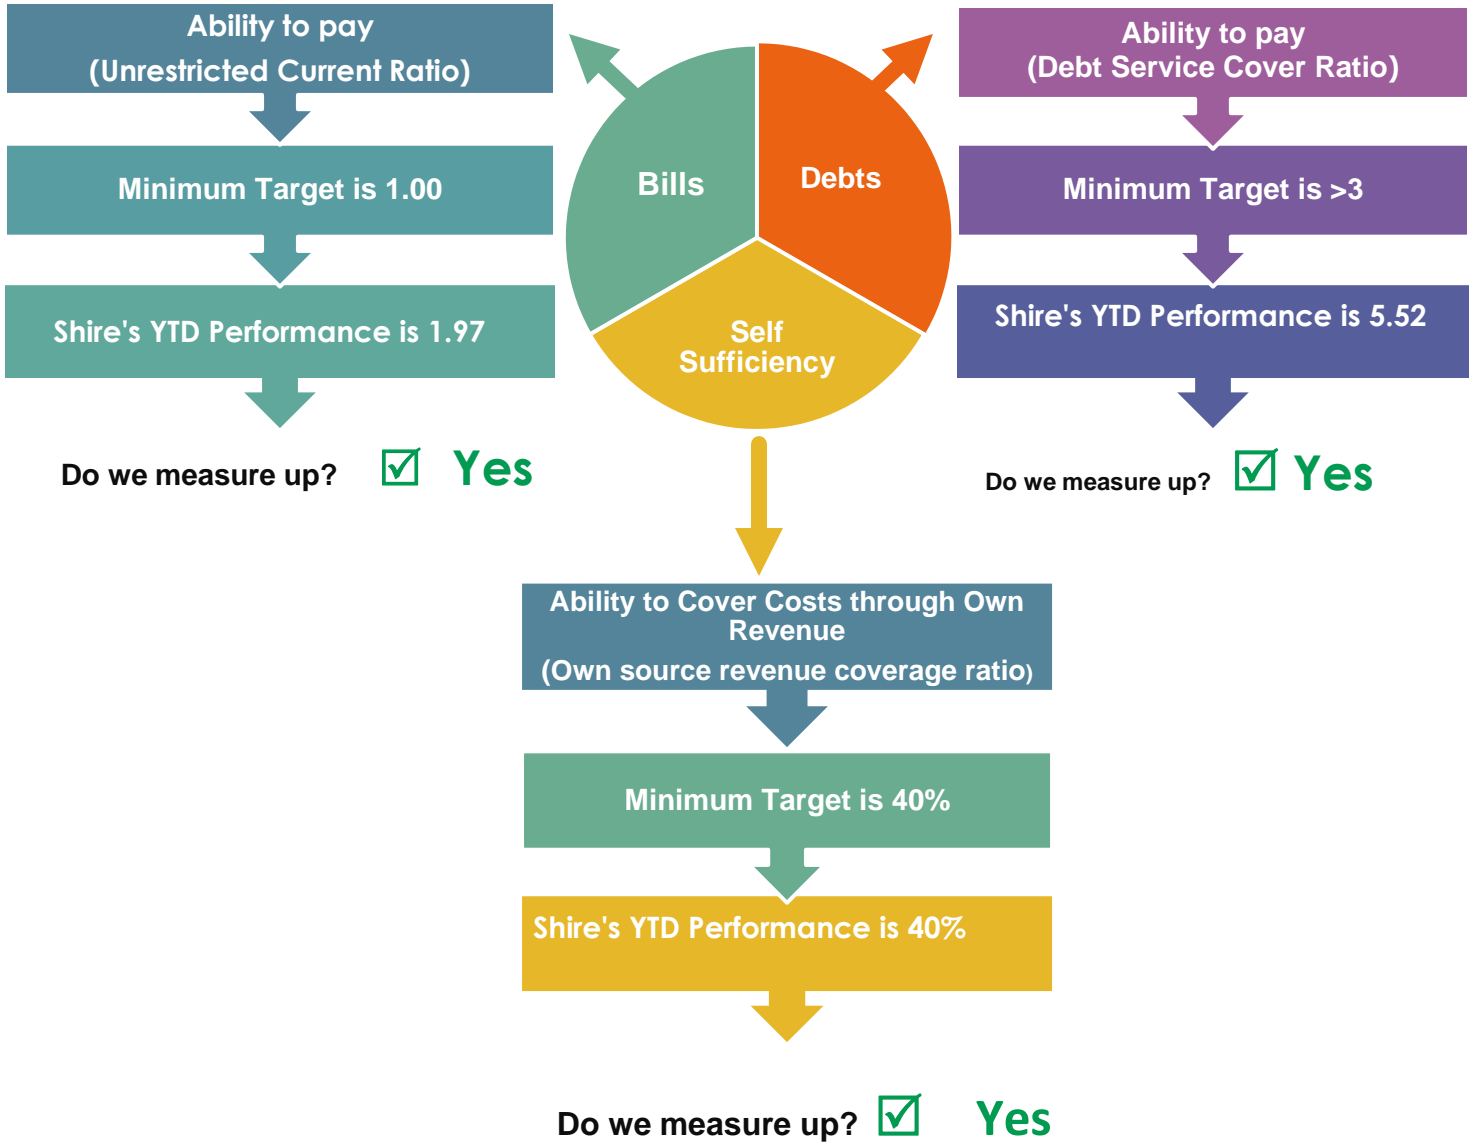 Ability to pay
(Unrestricted Current Ratio)
Minimum Target is 1.00
Shire's YTD Performance is 1.97
Do we measure up? ☑ Yes
Bills
Debts
Self
Sufficiency
Ability to pay
(Debt Service Cover Ratio)
Minimum Target is >3
Shire's YTD Performance is 5.52
Do we measure up? ☑ Yes
Ability to Cover Costs through Own
Revenue
(Own source revenue coverage ratio)
Minimum Target is 40%
Shire's YTD Performance is 40%
Do we measure up? ☑ Yes